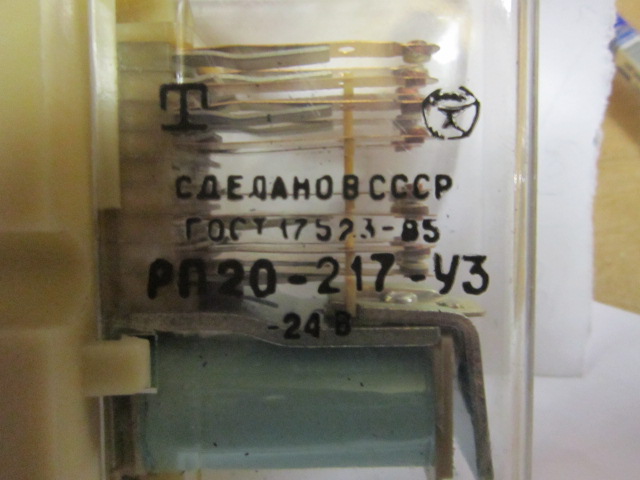 Т
СДЕЛАНО В СССР
ГОСТ 17523-85
РП20-217-У3
-24 В